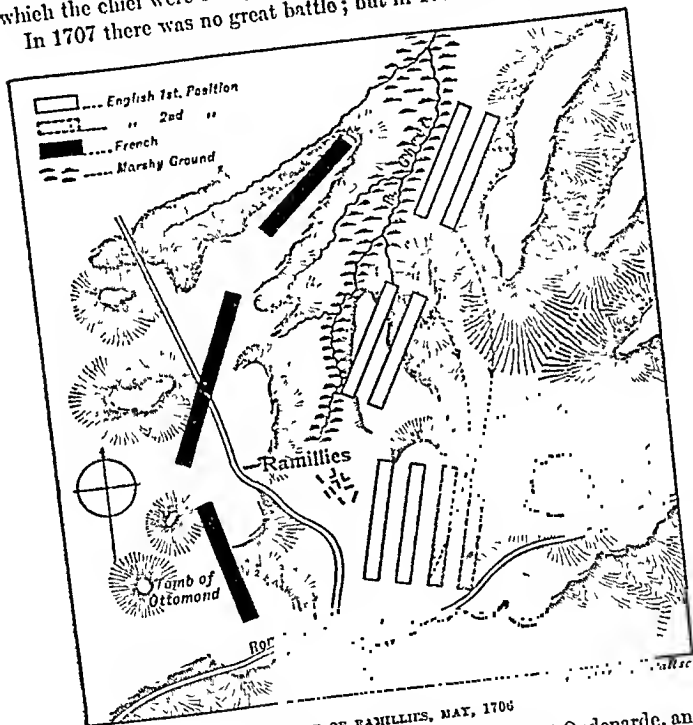 which the chief were
In 1707 there was no great battle; but in
English 1st. Position
" 2nd "
French
Marshy Ground
Ramillies
Tomb of
Ottomond
OF RAMILLIES, MAY, 1706
Oudenarde, an